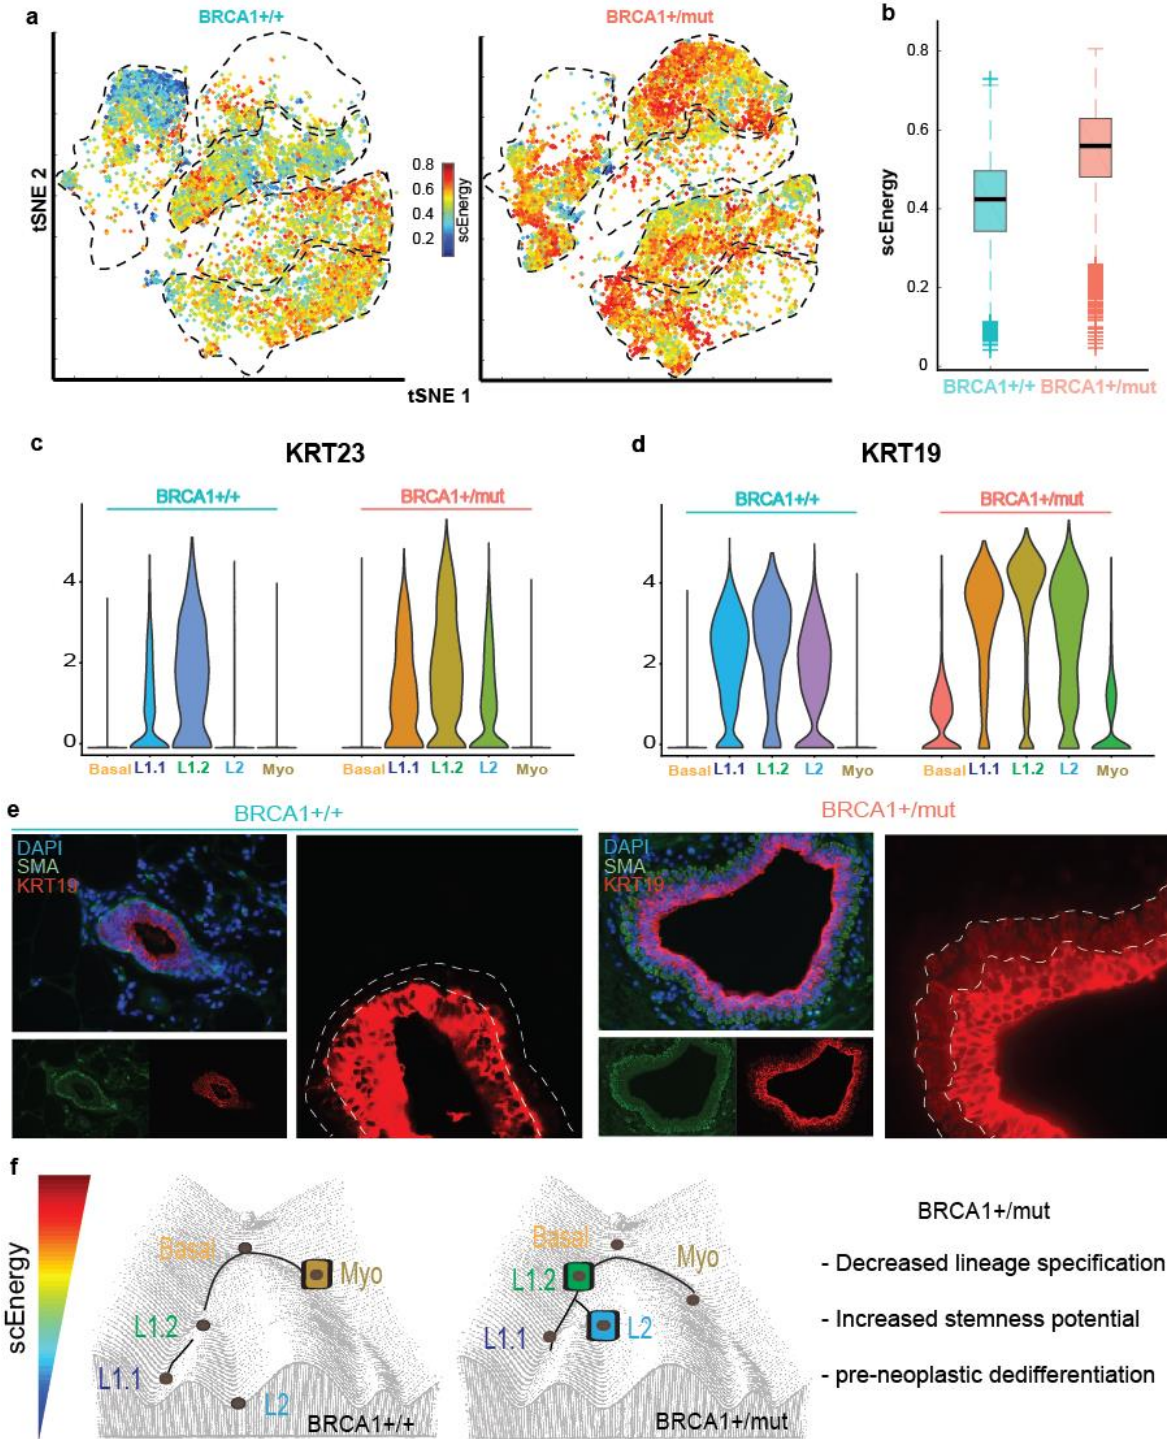 a
BRCA1+/+
BRCA1+/mut
tSNE 2
0.8
0.6
0.4
0.2
scEnergy
tSNE 1
b
scEnergy
0.8
0.6
0.4
0.2
0
BRCA1+/+ BRCA1+/mut
c
KRT23
BRCA1+/+
BRCA1+/mut
4
2
0
Basal L1.1 L1.2 L2 Myo
Basal L1.1 L1.2 L2 Myo
d
KRT19
BRCA1+/+
BRCA1+/mut
4
2
0
Basal L1.1 L1.2 L2 Myo
Basal L1.1 L1.2 L2 Myo
e
BRCA1+/+
DAPI
SMA
KRT19
BRCA1+/mut
DAPI
SMA
KRT19
f
scEnergy
Basal
Myo
L1.2
L1.1
L2
BRCA1+/+
Basal
Myo
L1.2
L1.1
L2
BRCA1+/mut
BRCA1+/mut
- Decreased lineage specification
- Increased stemness potential
- pre-neoplastic dedifferentiation